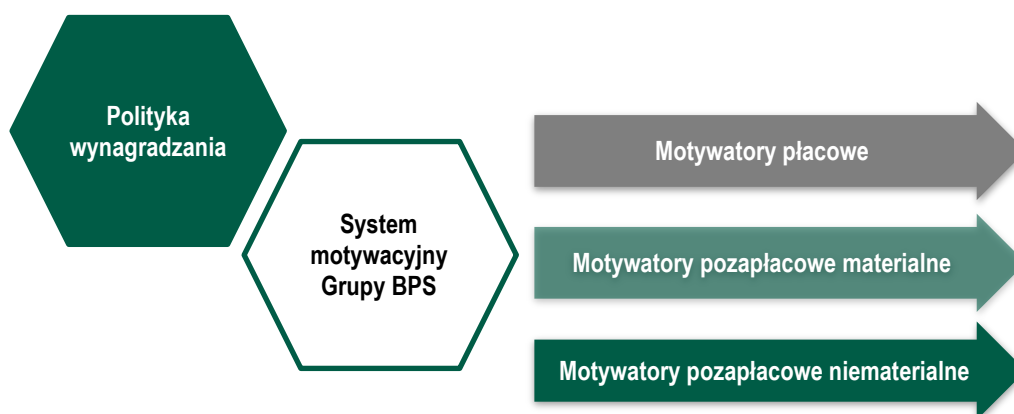 Polityka
wynagradzania
System
motywacyjny
Grupy BPS
Motywatory płacowe
Motywatory pozapłacowe materialne
Motywatory pozapłacowe niematerialne